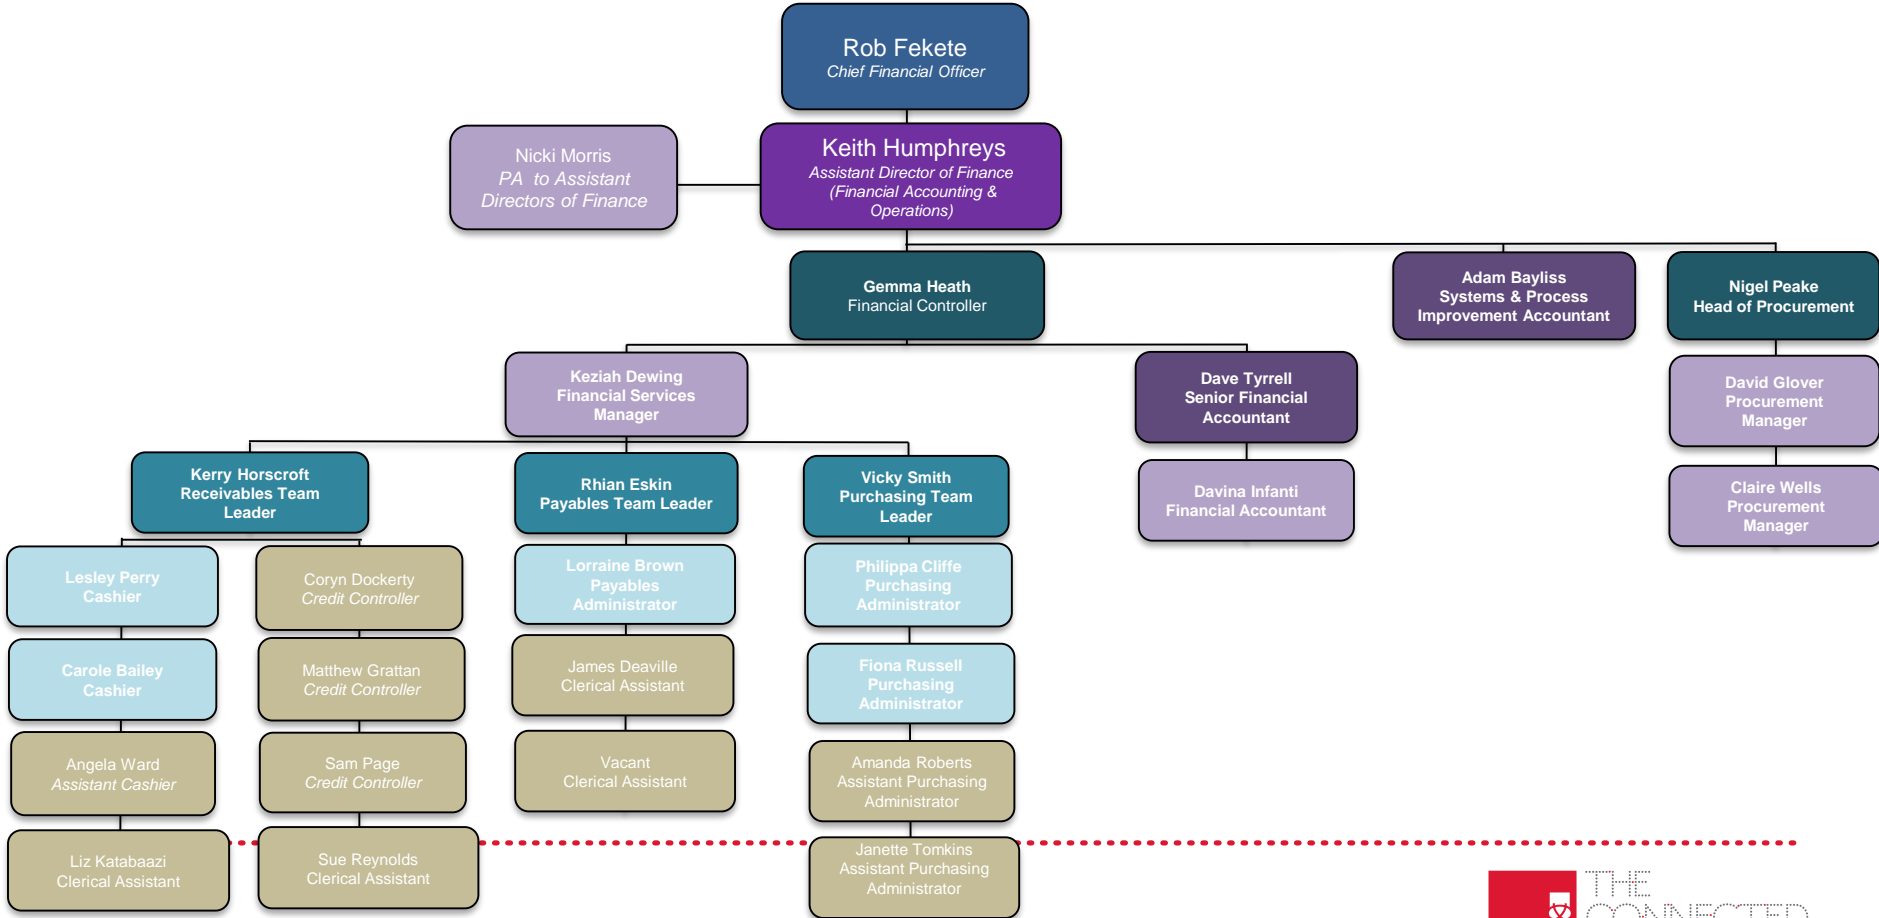 Rob Fekete
Chief Financial Officer
Nicki Morris
PA to Assistant
Directors of Finance
Keith Humphreys
Assistant Director of Finance
(Financial Accounting &
Operations)
Gemma Heath
Financial Controller
Adam Bayliss
Systems & Process
Improvement Accountant
Nigel Peake
Head of Procurement
Keziah Dewing
Financial Services
Manager
Dave Tyrrell
Senior Financial
Accountant
David Glover
Procurement
Manager
Kerry Horscroft
Receivables Team
Leader
Rhian Eskin
Payables Team Leader
Vicky Smith
Purchasing Team
Leader
Davina Infanti
Financial Accountant
Claire Wells
Procurement
Manager
Lesley Perry
Cashier
Coryn Dockerty
Credit Controller
Lorraine Brown
Payables
Administrator
Philippa Cliffe
Purchasing
Administrator
Carole Bailey
Cashier
Matthew Grattan
Credit Controller
James Deaville
Clerical Assistant
Fiona Russell
Purchasing
Administrator
Angela Ward
Assistant Cashier
Sam Page
Credit Controller
Vacant
Clerical Assistant
Amanda Roberts
Assistant Purchasing
Administrator
Liz Katabaazi
Clerical Assistant
Sue Reynolds
Clerical Assistant
Janette Tomkins
Assistant Purchasing
Administrator
THE
CONNECTED